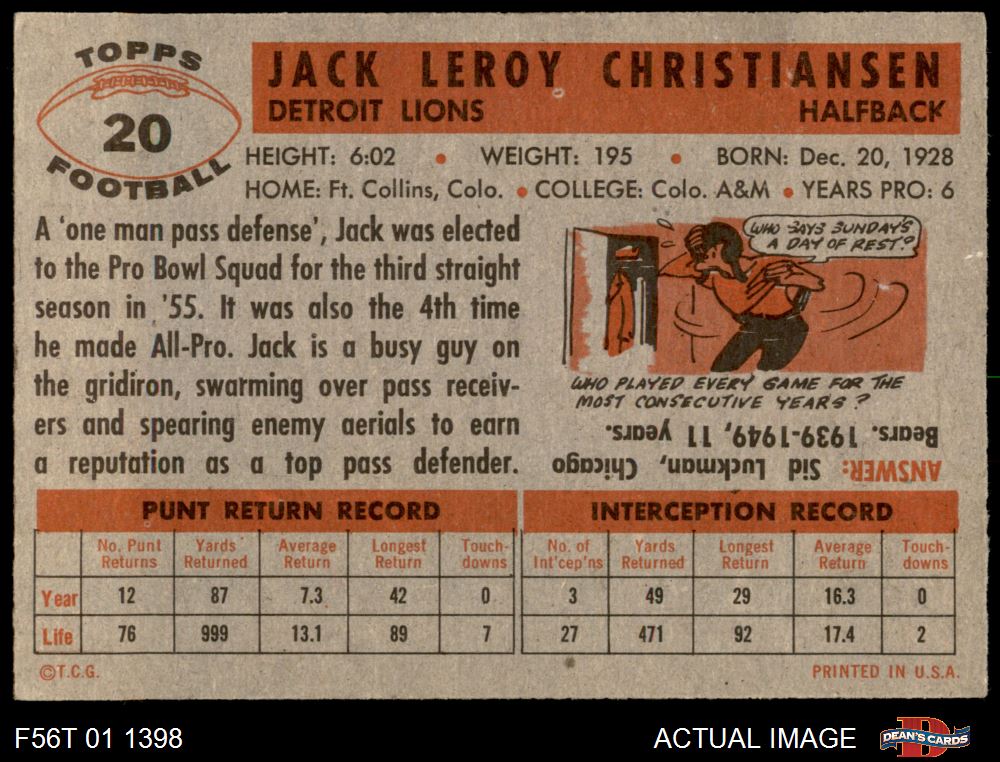 TOPPS
20
FOOTBALL
JACK LEROY CHRISTIANSEN
DETROIT LIONS HALFBACK
HEIGHT: 6:02 • WEIGHT: 195 • BORN: Dec. 20, 1928
HOME: Ft. Collins, Colo. • COLLEGE: Colo. A&M • YEARS PRO: 6
A 'one man pass defense', Jack was elected
to the Pro Bowl Squad for the third straight
season in '55. It was also the 4th time
he made All-Pro. Jack is a busy guy on
the gridiron, swarming over pass receiv-
ers and spearing enemy aerials to earn
a reputation as a top pass defender.
WHO SAYS SUNDAY'S
A DAY OF REST?
WHO PLAYED EVERY GAME FOR THE
MOST CONSECUTIVE YEARS?
ANSWER: Sid Luckman, Chicago
Bears. 1939-1949, 11 years.
PUNT RETURN RECORD
No. Punt Returns Yards Returned Average Return Longest Return Touch-downs
Year 12 87 7.3 42 0
Life 76 999 13.1 89 7
INTERCEPTION RECORD
No. of Int'cep'ns Yards Returned Longest Return Average Return Touch-downs
3 49 29 16.3 0
27 471 92 17.4 2
©T.C.G. PRINTED IN U.S.A.
F56T 01 1398 ACTUAL IMAGE DEAN'S CARDS